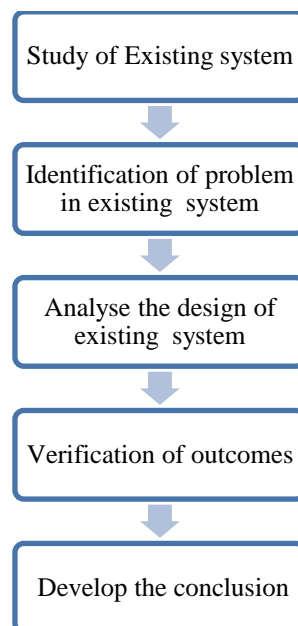 Study of Existing system
Identification of problem
in existing system
Analyse the design of
existing system
Verification of outcomes
Develop the conclusion